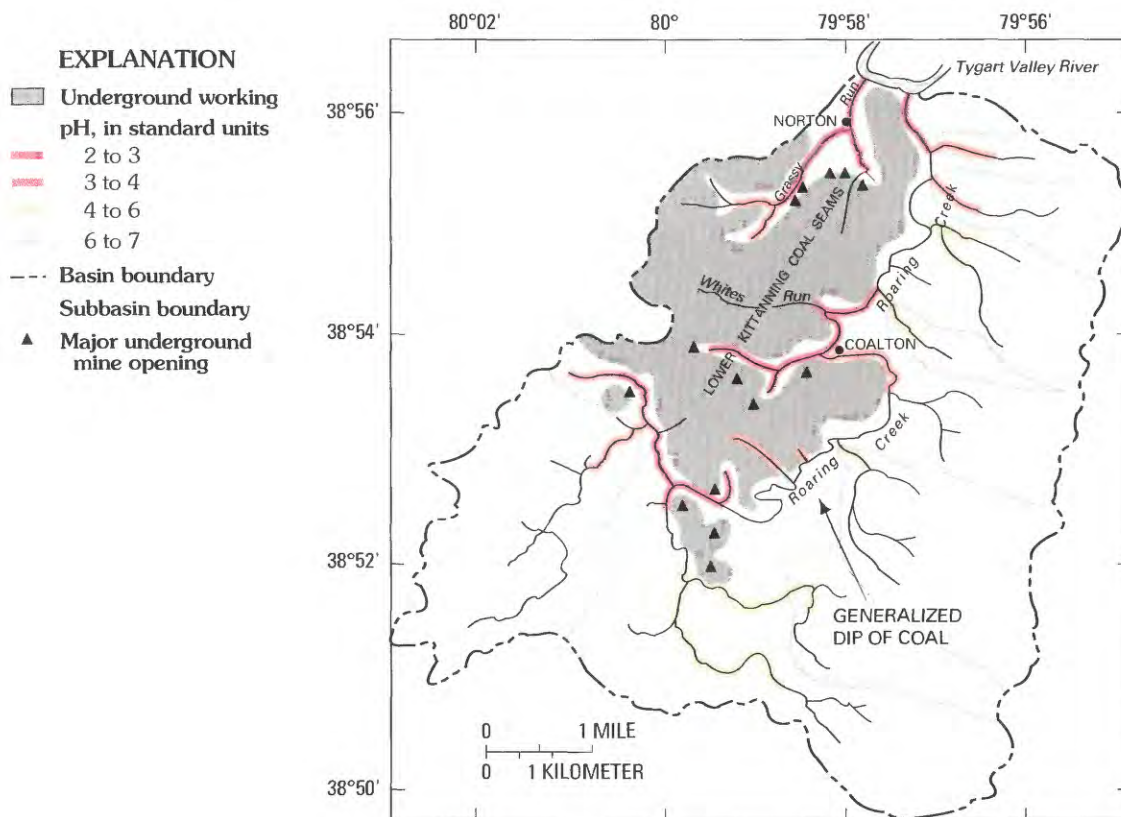 EXPLANATION
Underground working
pH, in standard units
2 to 3
3 to 4
4 to 6
6 to 7
Basin boundary
Subbasin boundary
Major underground
mine opening
80°02'
80°
79°58'
79°56'
38°56'
38°54'
38°52'
38°50'
Tygart Valley River
NORTON
Grassy Run
LOWER KITTANNING COAL SEAMS
Whites Run
Roaring Creek
COALTON
Roaring Creek
GENERALIZED
DIP OF COAL
0 1 MILE
0 1 KILOMETER